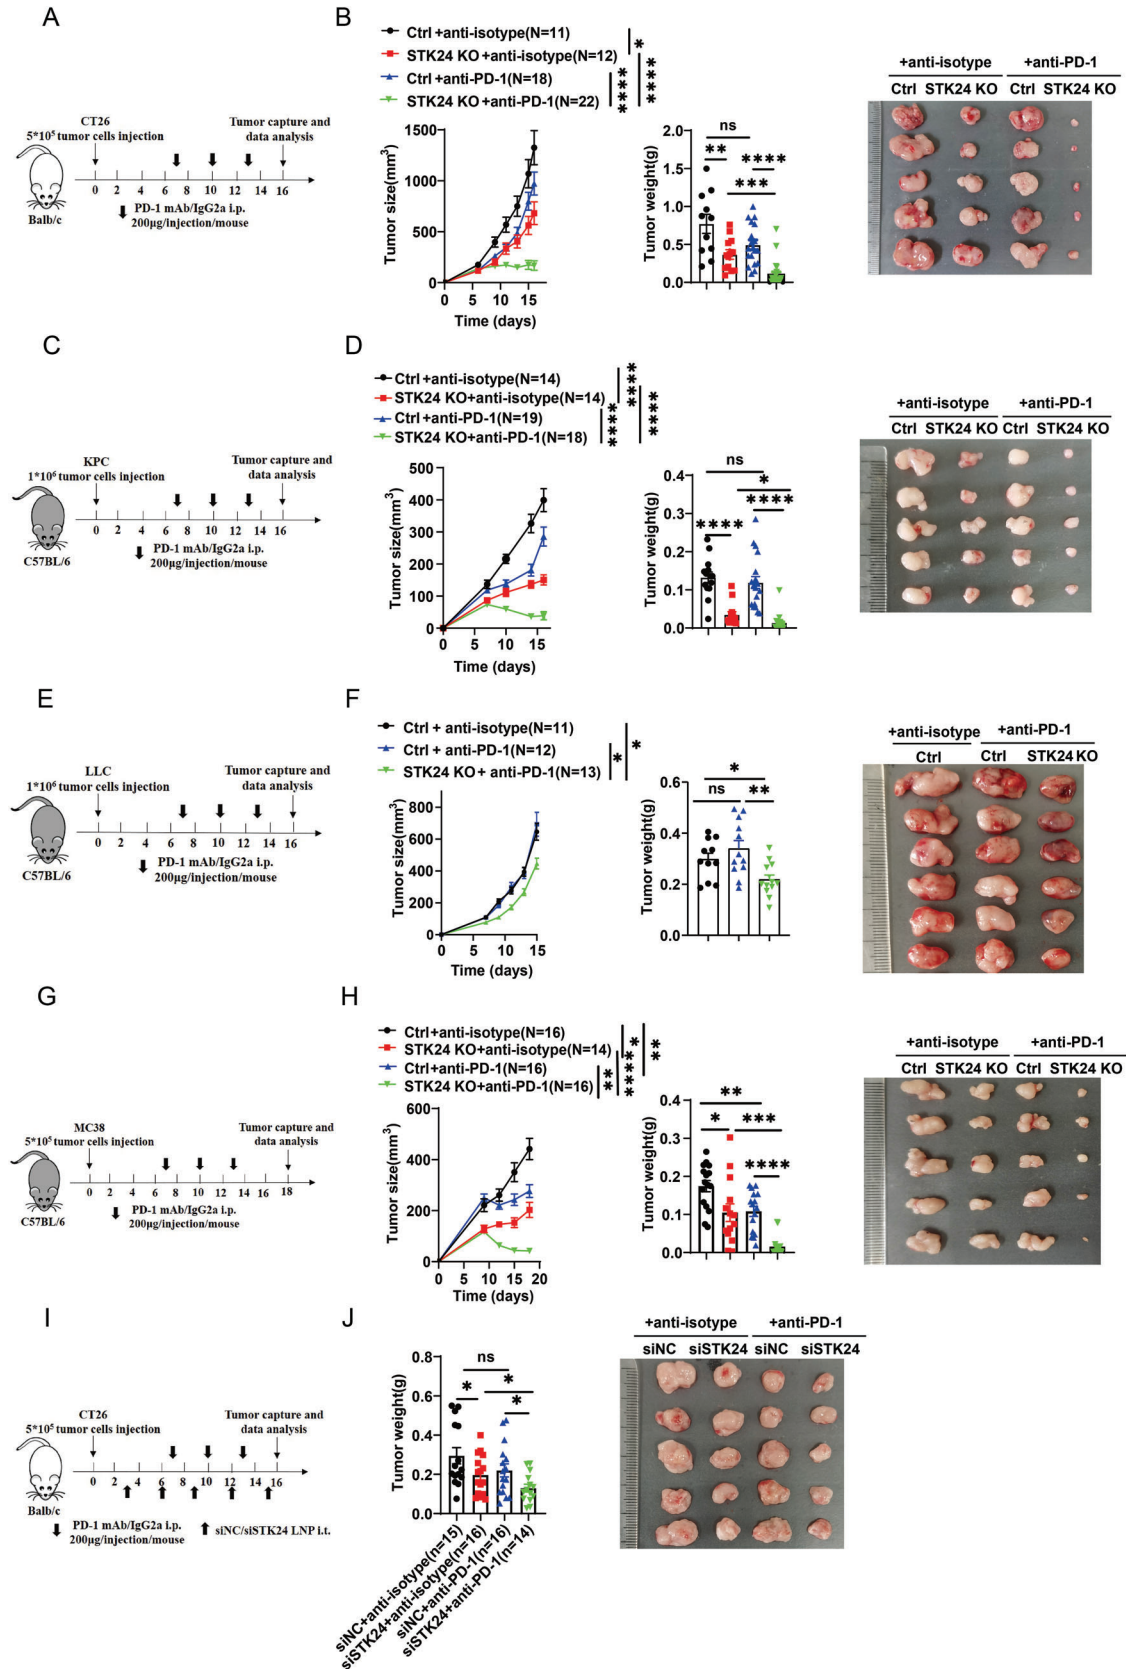 A
CT26
5*10⁵ tumor cells injection
Tumor capture and
data analysis
0 2 4 6 8 10 12 14 16
Balb/c
PD-1 mAb/IgG2a i.p.
200μg/injection/mouse
B
Ctrl +anti-isotype(N=11)
STK24 KO +anti-isotype(N=12)
Ctrl +anti-PD-1(N=18)
STK24 KO +anti-PD-1(N=22)
*
****
****
Tumor size(mm³)
1500
1000
500
0
0 5 10 15 20
Time (days)
Tumor weight(g)
2.0
1.5
1.0
0.5
0.0
ns
** ****
***
+anti-isotype +anti-PD-1
Ctrl STK24 KO Ctrl STK24 KO
C
KPC
1*10⁶ tumor cells injection
Tumor capture and
data analysis
0 2 4 6 8 10 12 14 16
C57BL/6
PD-1 mAb/IgG2a i.p.
200μg/injection/mouse
D
Ctrl +anti-isotype(N=14)
STK24 KO+anti-isotype(N=14)
Ctrl +anti-PD-1(N=19)
STK24 KO+anti-PD-1(N=18)
****
****
****
Tumor size(mm³)
500
400
300
200
100
0
0 5 10 15
Time (days)
Tumor weight(g)
0.4
0.3
0.2
0.1
0.0
ns
*
**** ****
+anti-isotype +anti-PD-1
Ctrl STK24 KO Ctrl STK24 KO
E
LLC
1*10⁶ tumor cells injection
Tumor capture and
data analysis
0 2 4 6 8 10 12 14 16
C57BL/6
PD-1 mAb/IgG2a i.p.
200μg/injection/mouse
F
Ctrl + anti-isotype(N=11)
Ctrl + anti-PD-1(N=12)
STK24 KO + anti-PD-1(N=13)
*
*
Tumor size(mm³)
800
600
400
200
0
0 5 10 15
Time (days)
Tumor weight(g)
0.6
0.4
0.2
0.0
*
ns **
+anti-isotype +anti-PD-1
Ctrl Ctrl STK24 KO
G
MC38
5*10⁵ tumor cells injection
Tumor capture and
data analysis
0 2 4 6 8 10 12 14 18
C57BL/6
PD-1 mAb/IgG2a i.p.
200μg/injection/mouse
H
Ctrl+anti-isotype(N=16)
STK24 KO+anti-isotype(N=14)
Ctrl+anti-PD-1(N=16)
STK24 KO+anti-PD-1(N=16)
**
****
*
**
Tumor size(mm³)
600
400
200
0
0 5 10 15 20
Time (days)
Tumor weight(g)
0.4
0.3
0.2
0.1
0.0
**
* ***
****
+anti-isotype +anti-PD-1
Ctrl STK24 KO Ctrl STK24 KO
I
CT26
5*10⁵ tumor cells injection
Tumor capture and
data analysis
0 2 4 6 8 10 12 14 16
Balb/c
PD-1 mAb/IgG2a i.p.
200μg/injection/mouse
siNC/siSTK24 LNP i.t.
J
Tumor weight(g)
0.8
0.6
0.4
0.2
0.0
ns
* *
*
siNC+anti-isotype(n=15)
siSTK24+anti-isotype(n=16)
siNC+anti-PD-1(n=16)
siSTK24+anti-PD-1(n=14)
+anti-isotype +anti-PD-1
siNC siSTK24 siNC siSTK24